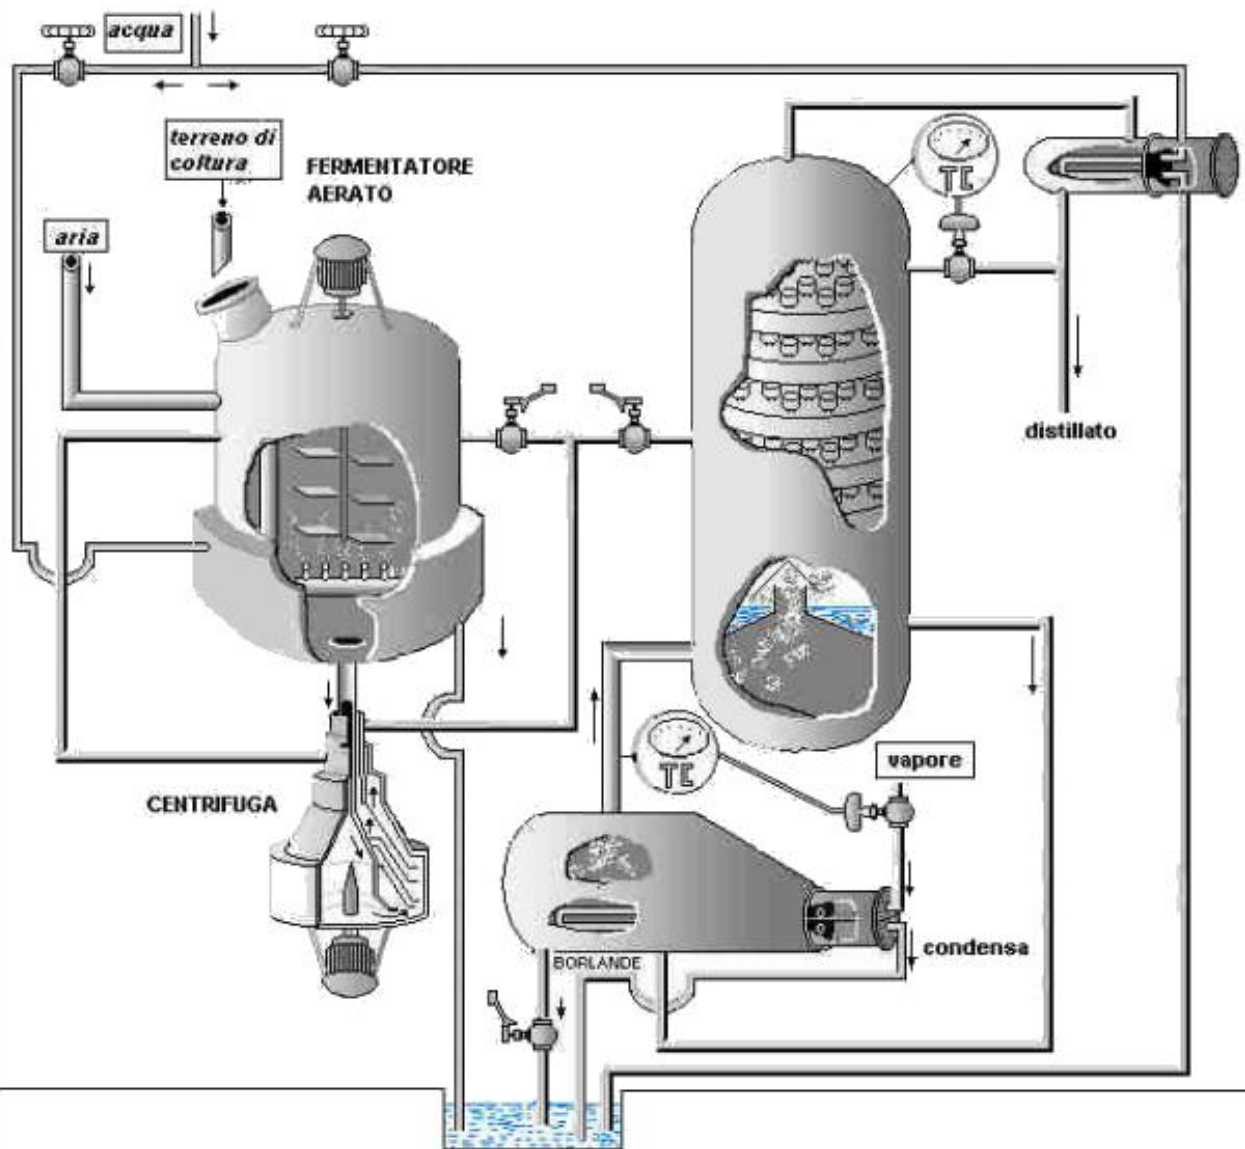 acqua
terreno di
coltura
FERMENTATORE
AERATO
TC
aria
distillato
TC
vapore
CENTRIFUGA
condensa
BORLANDE